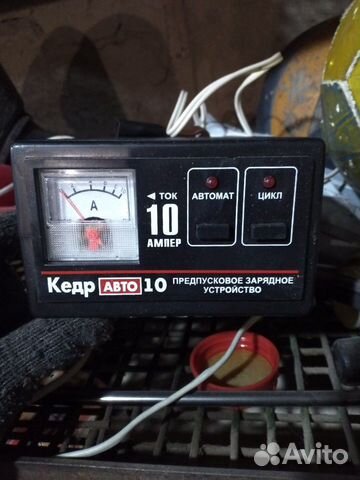 A
◄ ТОК
10
АМПЕР
АВТОМАТ
ЦИКЛ
Кедр АВТО 10
ПРЕДПУСКОВОЕ ЗАРЯДНОЕ
УСТРОЙСТВО
Avito